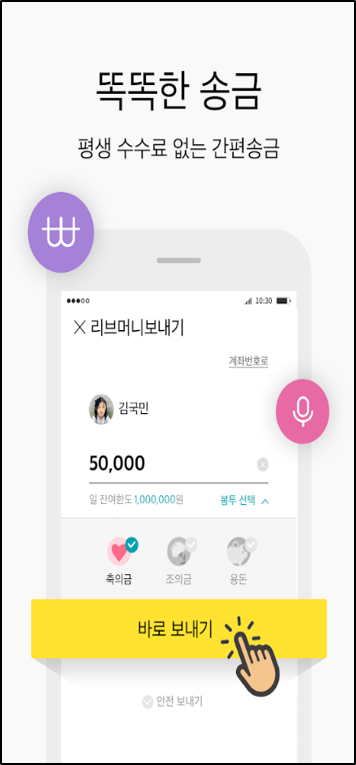 똑똑한 송금
평생 수수료 없는 간편송금
10:30
리브머니보내기
계좌번호로
김국민
50,000
일 잔여한도 1,000,000원 봉투 선택
축의금 조의금 용돈
바로 보내기
안전 보내기